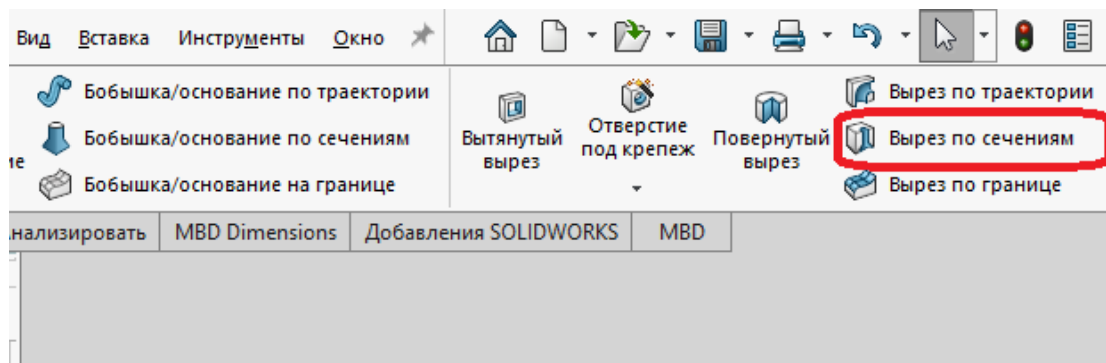 Вид Вставка Инструменты Окно
Бобышка/основание по траектории
Бобышка/основание по сечениям
Бобышка/основание на границе
Вытянутый
вырез
Отверстие
под крепеж
Повернутый
вырез
Вырез по траектории
Вырез по сечениям
Вырез по границе
нализировать MBD Dimensions Добавления SOLIDWORKS MBD